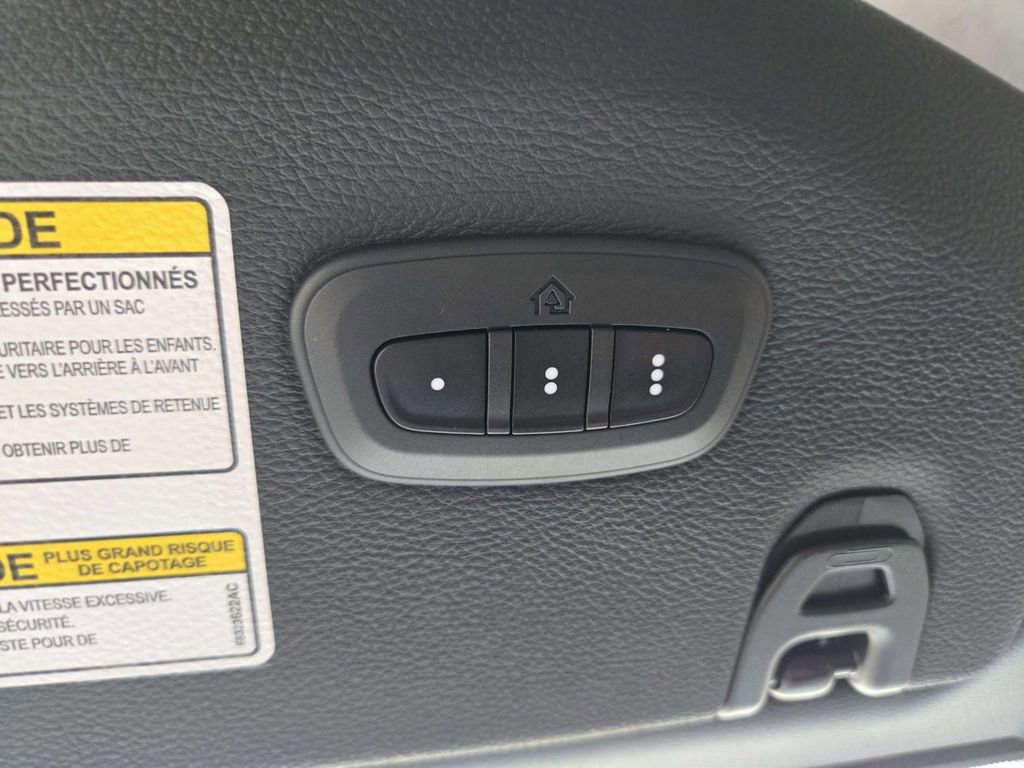 DE
PERFECTIONNÉS
ESSÉS PAR UN SAC
URITAIRE POUR LES ENFANTS.
E VERS L'ARRIÈRE À L'AVANT
ET LES SYSTÈMES DE RETENUE
OBTENIR PLUS DE
DE PLUS GRAND RISQUE
DE CAPOTAGE
LA VITESSE EXCESSIVE.
SÉCURITÉ.
STE POUR DE
68323622AC